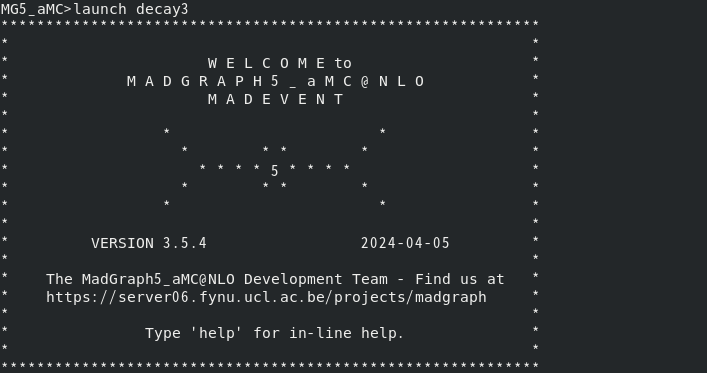 MG5_aMC>launch decay3
************************************************************
*                                                          *
*                      W E L C O M E to                    *
*             M A D G R A P H 5 _ a M C @ N L O            *
*                      M A D E V E N T                     *
*                                                          *
*                 *                       *                *
*                   *        * *        *                  *
*                     * * * * 5 * * * *                    *
*                   *        * *        *                  *
*                 *                       *                *
*                                                          *
*         VERSION 3.5.4                 2024-04-05         *
*                                                          *
*    The MadGraph5_aMC@NLO Development Team - Find us at   *
*    https://server06.fynu.ucl.ac.be/projects/madgraph     *
*                                                          *
*               Type 'help' for in-line help.              *
*                                                          *
************************************************************